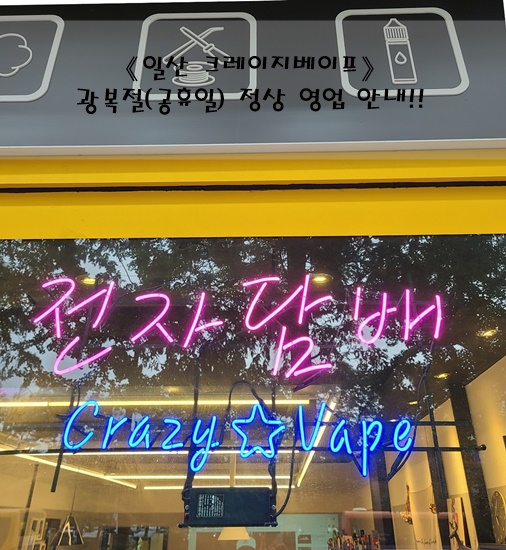 《일산 크레이지베이프》
광복절(공휴일) 정상 영업 안내!!
전자담배
Crazy☆Vape